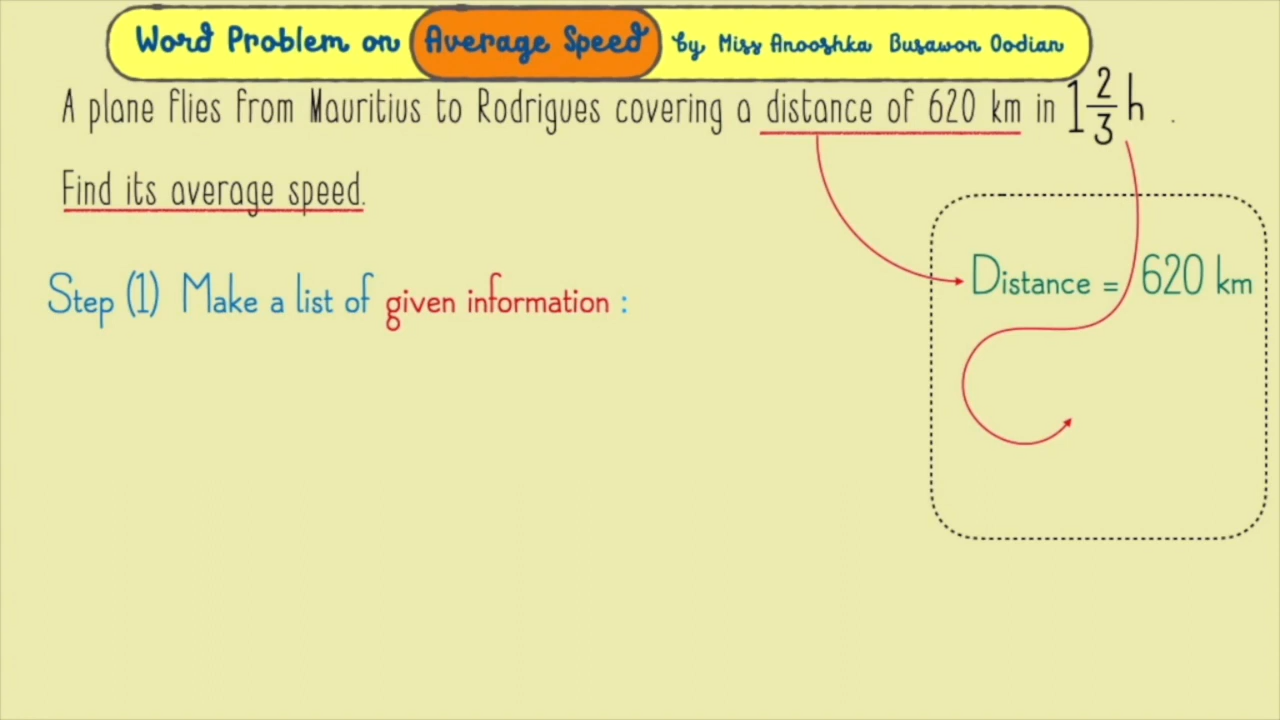 Word Problem on Average Speed by Miss Anooshka Busawon Oodian
A plane flies from Mauritius to Rodrigues covering a distance of 620 km in 1 2/3 h .
Find its average speed.
Step (1) Make a list of given information :
Distance = 620 km